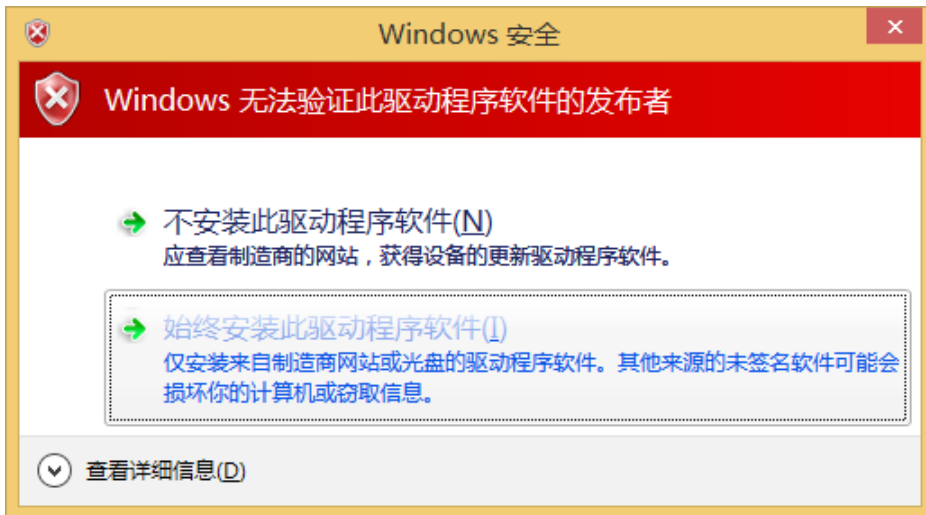 Windows 安全
Windows 无法验证此驱动程序软件的发布者
不安装此驱动程序软件(N)
应查看制造商的网站，获得设备的更新驱动程序软件。
始终安装此驱动程序软件(I)
仅安装来自制造商网站或光盘的驱动程序软件。其他来源的未签名软件可能会
损坏你的计算机或窃取信息。
查看详细信息(D)